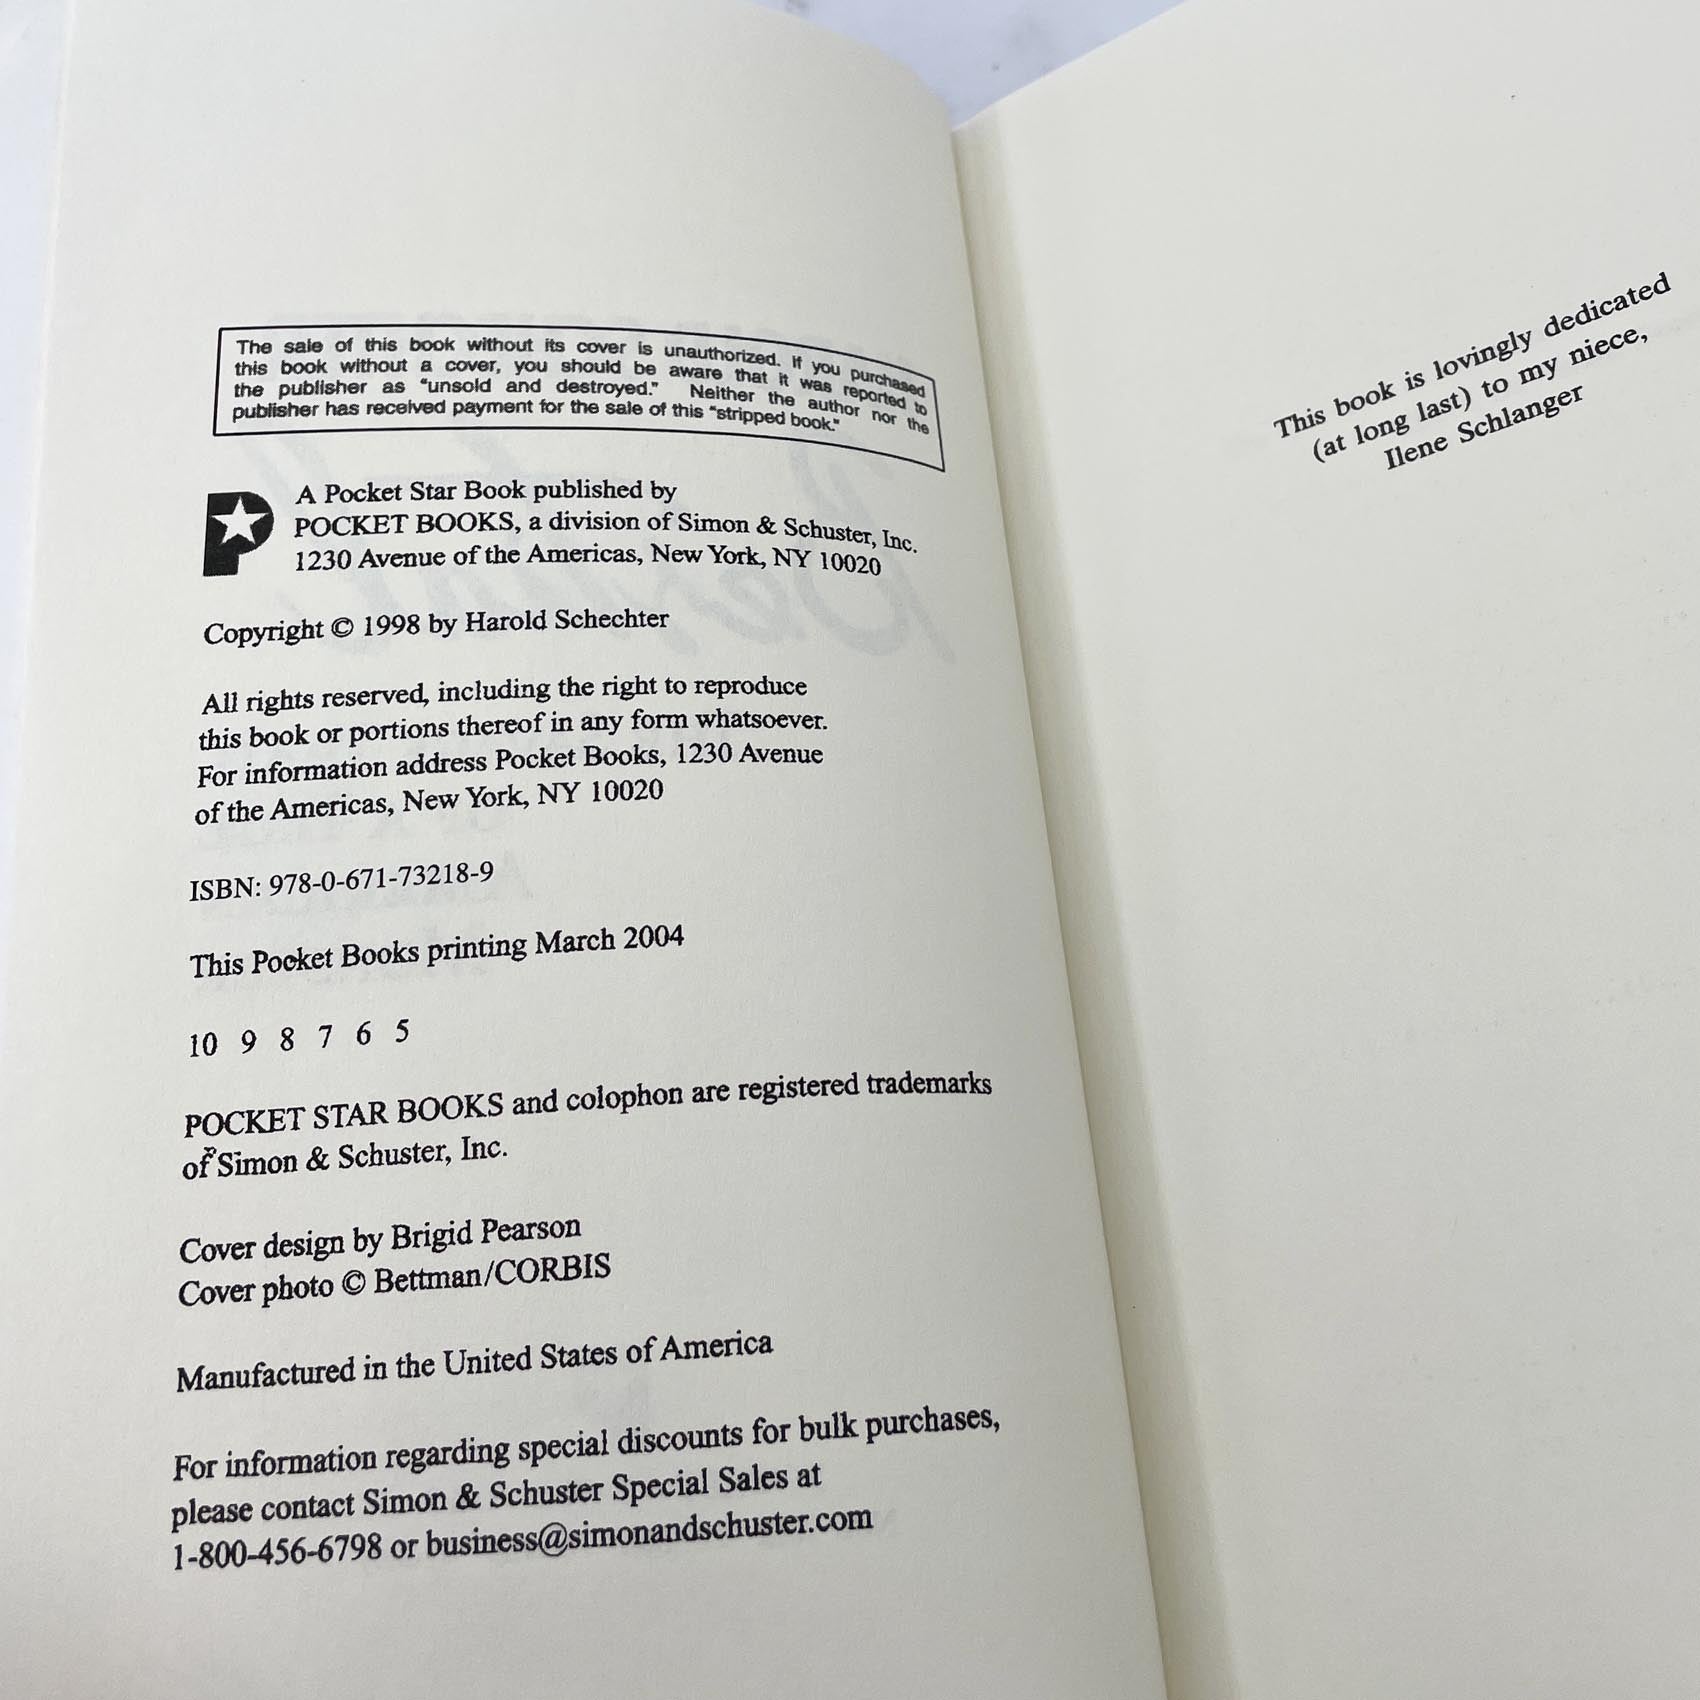 The sale of this book without its cover is unauthorized. If you purchased
this book without a cover, you should be aware that it was reported to
the publisher as "unsold and destroyed." Neither the author nor the
publisher has received payment for the sale of this "stripped book."
A Pocket Star Book published by
POCKET BOOKS, a division of Simon & Schuster, Inc.
1230 Avenue of the Americas, New York, NY 10020
Copyright © 1998 by Harold Schechter
All rights reserved, including the right to reproduce
this book or portions thereof in any form whatsoever.
For information address Pocket Books, 1230 Avenue
of the Americas, New York, NY 10020
ISBN: 978-0-671-73218-9
This Pocket Books printing March 2004
10 9 8 7 6 5
POCKET STAR BOOKS and colophon are registered trademarks
of Simon & Schuster, Inc.
Cover design by Brigid Pearson
Cover photo © Bettman/CORBIS
Manufactured in the United States of America
For information regarding special discounts for bulk purchases,
please contact Simon & Schuster Special Sales at
1-800-456-6798 or business@simonandschuster.com
This book is lovingly dedicated
(at long last) to my niece,
Ilene Schlanger